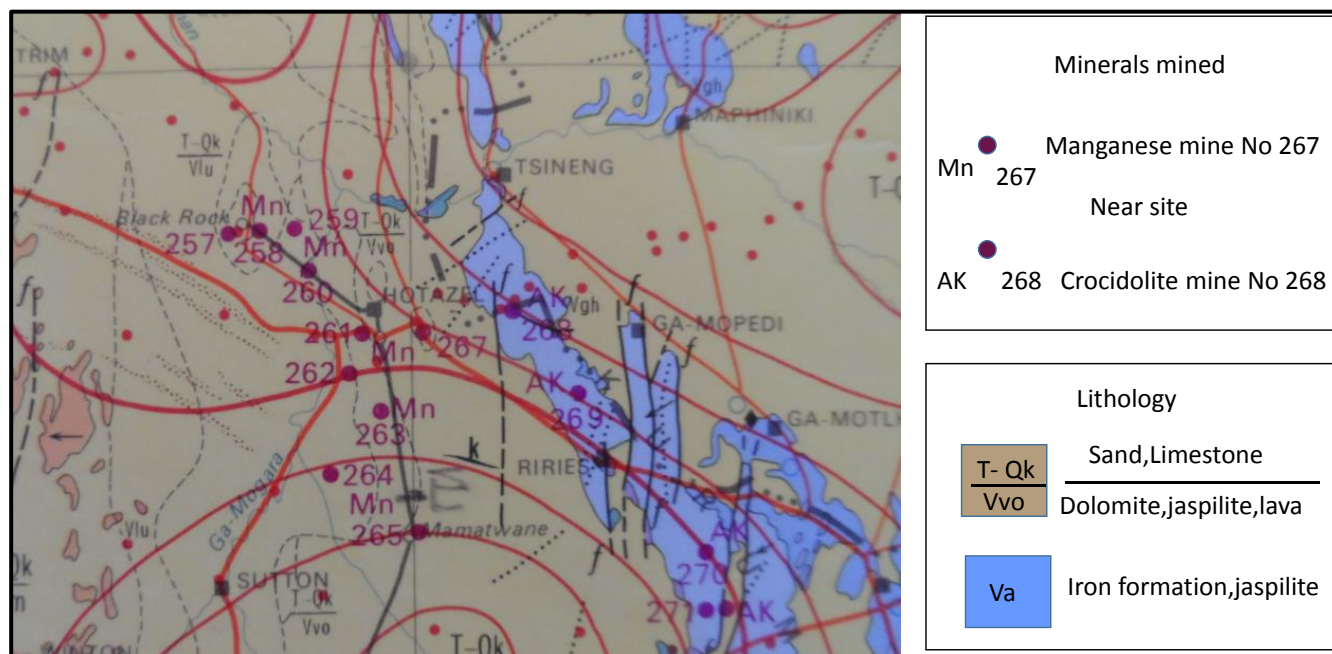 TRIM
f
T-Qk
Vlu
TSINENG
MAPHINIKI
Vgh
T-Q
Black Rock
Mn
259
T-Qk
Vvo
257
258
Mn
260
HOTAZEL
f
f
f
AK
Vgh
f
GA-MOPEDI
261
267
268
Mn
f
262
AK
Mn
263
269
GA-MOTLH
k
RIRIES
264
Mn
Ga-Mogara
Vlu
265
Mamatwane
f
f
AK
270
Qk
m
SUTTON
T-Qk
Vvo
271
AK
T-Qk
Minerals mined
Mn
267
Manganese mine No 267
Near site
AK
268
Crocidolite mine No 268
Lithology
T- Qk
Vvo
Sand,Limestone
Dolomite,jaspilite,lava
Va
Iron formation,jaspilite